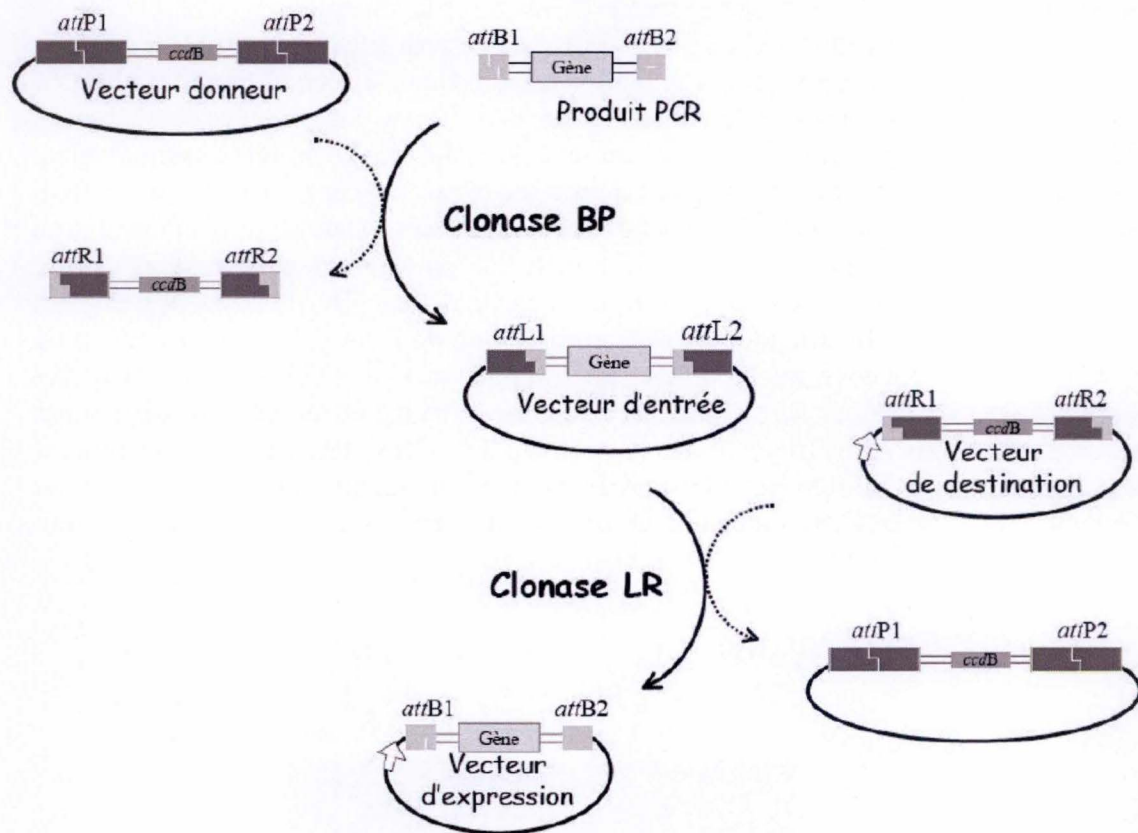 attP1 attP2
ccdB
Vecteur donneur
attB1 attB2
Gène
Produit PCR
Clonase BP
attR1 attR2
ccdB
attL1 attL2
Gène
Vecteur d'entrée
attR1 attR2
ccdB
Vecteur
de destination
Clonase LR
attP1 attP2
ccdB
attB1 attB2
Gène
Vecteur
d'expression